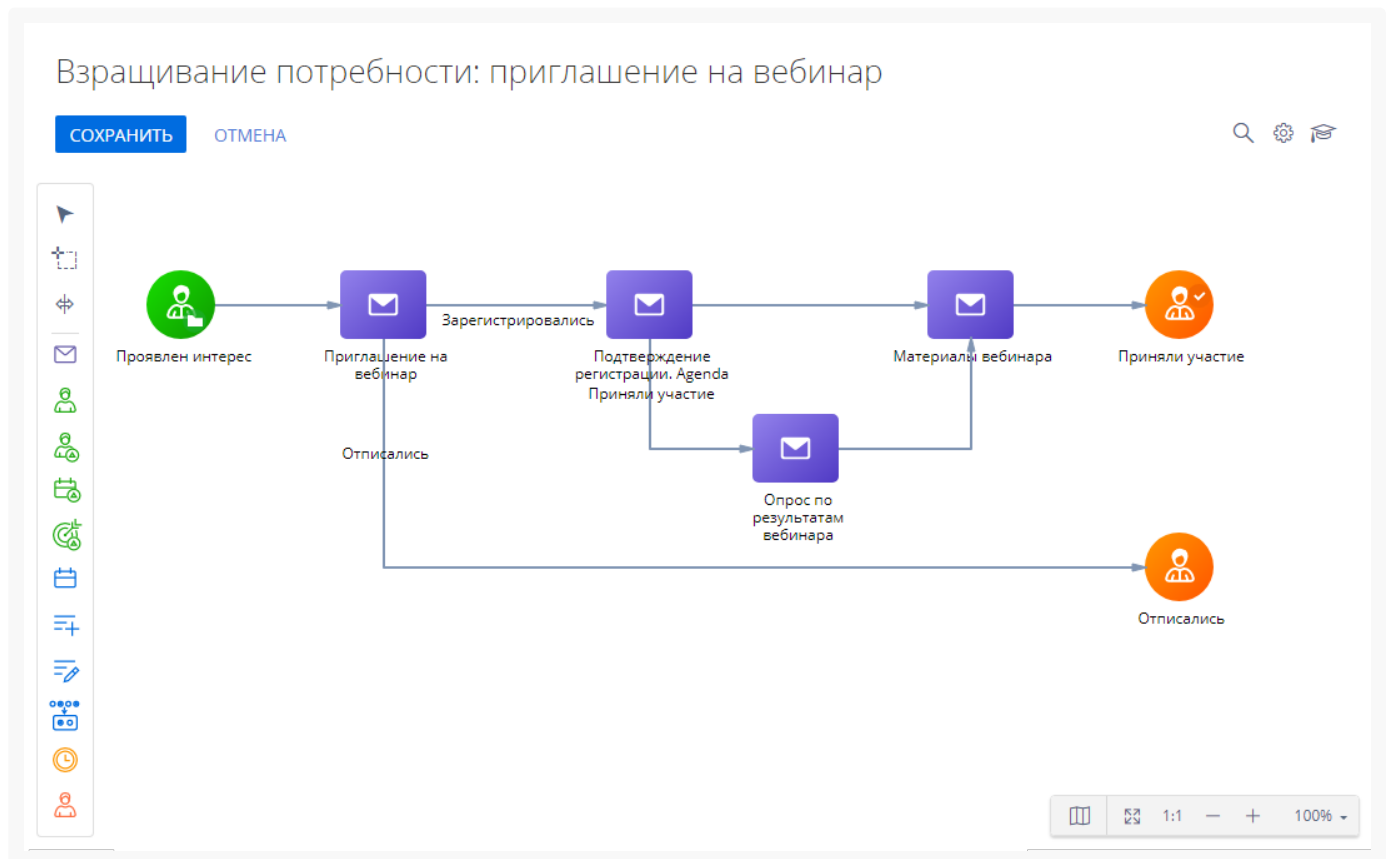 Взращивание потребности: приглашение на вебинар
СОХРАНИТЬ
ОТМЕНА
Зарегистрировались
Проявлен интерес
Приглашение на
вебинар
Подтверждение
регистрации. Agenda
Приняли участие
Материалы вебинара
Приняли участие
Отписались
Опрос по
результатам
вебинара
Отписались
1:1
100%